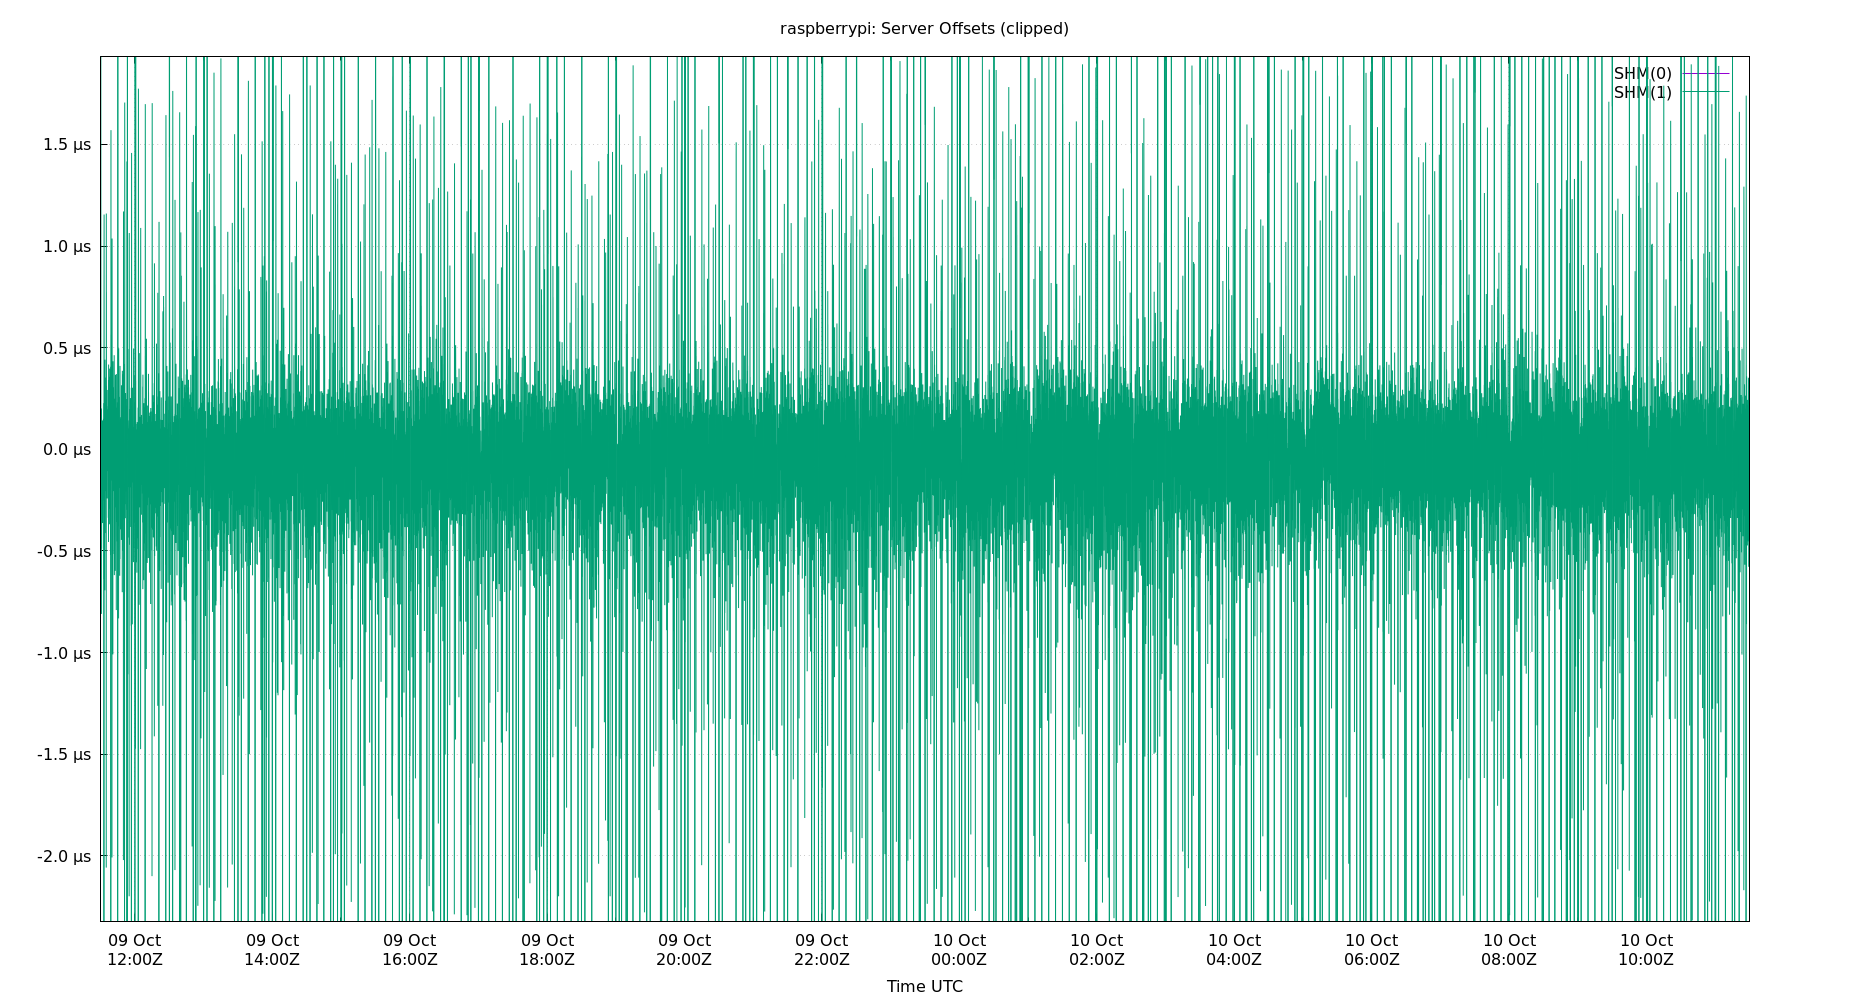 raspberrypi: Server Offsets (clipped)
SHM(0)
SHM(1)
1.5 µs
1.0 µs
0.5 µs
0.0 µs
-0.5 µs
-1.0 µs
-1.5 µs
-2.0 µs
09 Oct 09 Oct 09 Oct 09 Oct 09 Oct 09 Oct 10 Oct 10 Oct 10 Oct 10 Oct 10 Oct 10 Oct
12:00Z 14:00Z 16:00Z 18:00Z 20:00Z 22:00Z 00:00Z 02:00Z 04:00Z 06:00Z 08:00Z 10:00Z
Time UTC